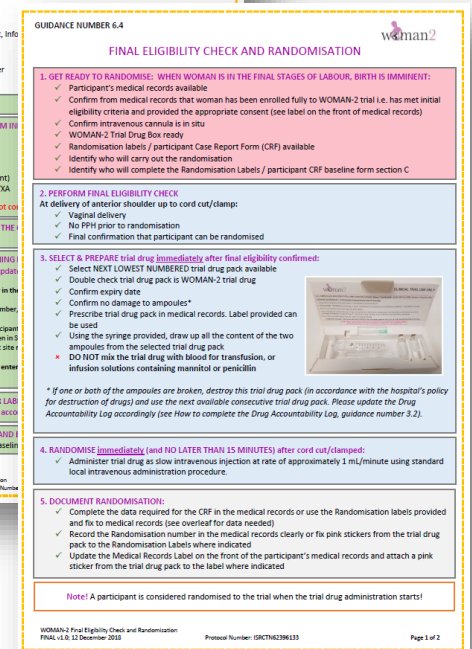 GUIDANCE NUMBER 6.4
woman2
FINAL ELIGIBILITY CHECK AND RANDOMISATION
1. GET READY TO RANDOMISE: WHEN WOMAN IS IN THE FINAL STAGES OF LABOUR, BIRTH IS IMMINENT:
✓ Participant's medical records available
✓ Confirm from medical records that woman has been enrolled fully to WOMAN-2 trial i.e. has met initial
eligibility criteria and provided the appropriate consent (see label on the front of medical records)
✓ Confirm intravenous cannula is in situ
✓ WOMAN-2 Trial Drug Box ready
✓ Randomisation labels / participant Case Report Form (CRF) available
✓ Identify who will carry out the randomisation
✓ Identify who will complete the Randomisation Labels / participant CRF baseline form section C
2. PERFORM FINAL ELIGIBILITY CHECK
At delivery of anterior shoulder up to cord cut/clamp:
✓ Vaginal delivery
✓ No PPH prior to randomisation
✓ Final confirmation that participant can be randomised
3. SELECT & PREPARE trial drug immediately after final eligibility confirmed:
✓ Select NEXT LOWEST NUMBERED trial drug pack available
✓ Double check trial drug pack is WOMAN-2 trial drug
✓ Confirm expiry date
✓ Confirm no damage to ampoules*
✓ Prescribe trial drug in medical records. Label provided can
be used
✓ Using the syringe provided, draw up all the content of the two
ampoules from the selected trial drug pack
× DO NOT mix the trial drug with blood for transfusion, or
infusion solutions containing mannitol or penicillin
* If one or both of the ampoules are broken, destroy this trial drug pack (in accordance with the hospital's policy
for destruction of drugs) and use the next available consecutive trial drug pack. Please update the Drug
Accountability Log accordingly (see How to complete the Drug Accountability Log, guidance number 3.2).
4. RANDOMISE immediately (and NO LATER THAN 15 MINUTES) after cord cut/clamped:
✓ Administer trial drug as slow intravenous injection at rate of approximately 1 mL/minute using standard
local intravenous administration procedure.
5. DOCUMENT RANDOMISATION:
✓ Complete the data required for the CRF in the medical records or use the Randomisation labels provided
and fix to medical records (see overleaf for data needed)
✓ Record the Randomisation number in the medical records clearly or fix pink stickers from the trial drug
pack to the Randomisation Labels where indicated
✓ Update the Medical Records Label on the front of the participant's medical records and attach a pink
sticker from the trial drug pack to the label where indicated
Note! A participant is considered randomised to the trial when the trial drug administration starts!
WOMAN-2 Final Eligibility Check and Randomisation
FINAL v1.0; 12 December 2018
Protocol Number: ISRCTN62396133
Page 1 of 2